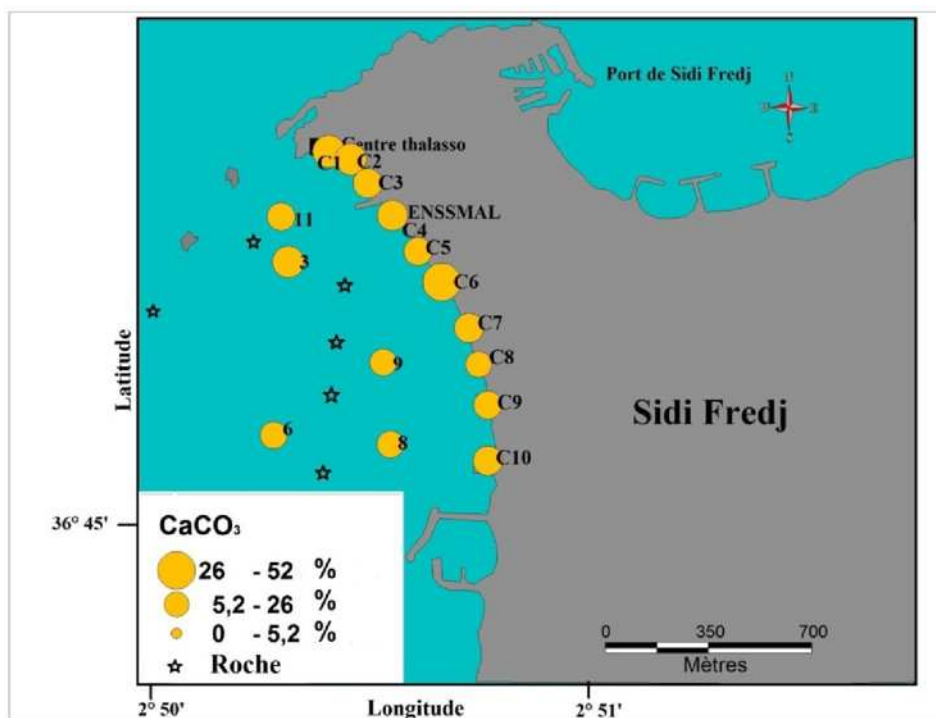 Port de Sidi Fredj
Centre thalasso
C1
C2
C3
11
ENSSMAL
C4
C5
3
C6
C7
9
C8
C9
Sidi Fredj
6
8
C10
Latitude
36° 45'
CaCO₃
26 - 52 %
5,2 - 26 %
0 - 5,2 %
Roche
0 350 700
Mètres
2° 50'
Longitude
2° 51'